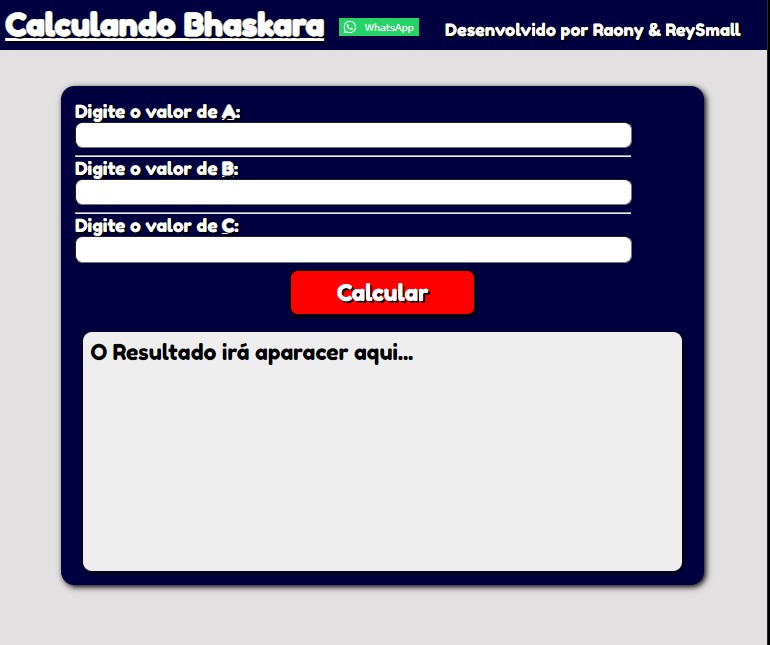 Calculando Bhaskara WhatsApp Desenvolvido por Raony & ReySmall
Digite o valor de A:
Digite o valor de B:
Digite o valor de C:
Calcular
O Resultado irá aparacer aqui...